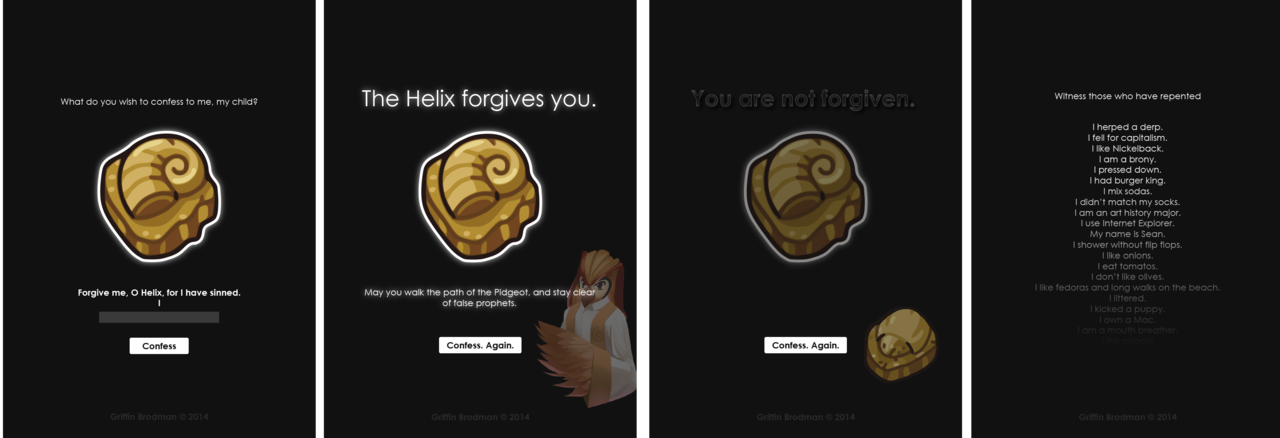 What do you wish to confess to me, my child?
Forgive me, O Helix, for I have sinned.
I
Confess
Griffin Brodman © 2014
The Helix forgives you.
May you walk the path of the Pidgeot, and stay clear
of false prophets.
Confess. Again.
Griffin Brodman © 2014
You are not forgiven.
Confess. Again.
Griffin Brodman © 2014
Witness those who have repented
I herped a derp.
I fell for capitalism.
I like Nickelback.
I am a brony.
I pressed down.
I had burger king.
I mix sodas.
I didn't match my socks.
I am an art history major.
I use Internet Explorer.
My name is Sean.
I shower without flip flops.
I like onions.
I eat tomatos.
I don't like olives.
I like fedoras and long walks on the beach.
I littered.
I kicked a puppy.
I own a Mac.
I am a mouth breather.
Griffin Brodman © 2014